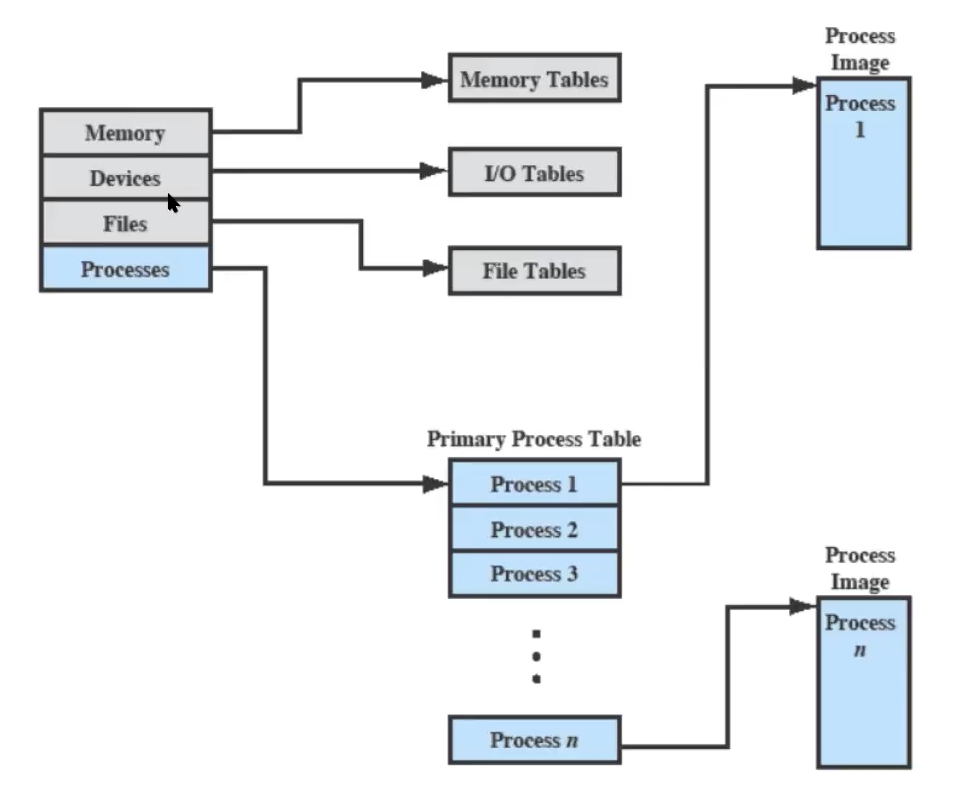 Memory
Devices
Files
Processes
Memory Tables
I/O Tables
File Tables
Primary Process Table
Process 1
Process 2
Process 3
Process n
Process
Image
Process
1
Process
Image
Process
n